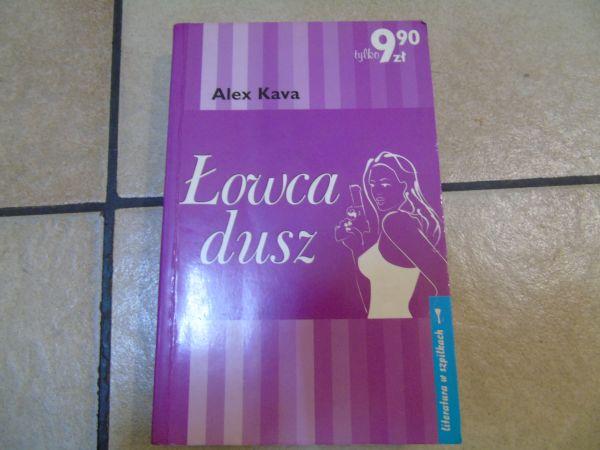 tylko 9 90 zł
Alex Kava
Łowca
dusz
literatura w szpilkach